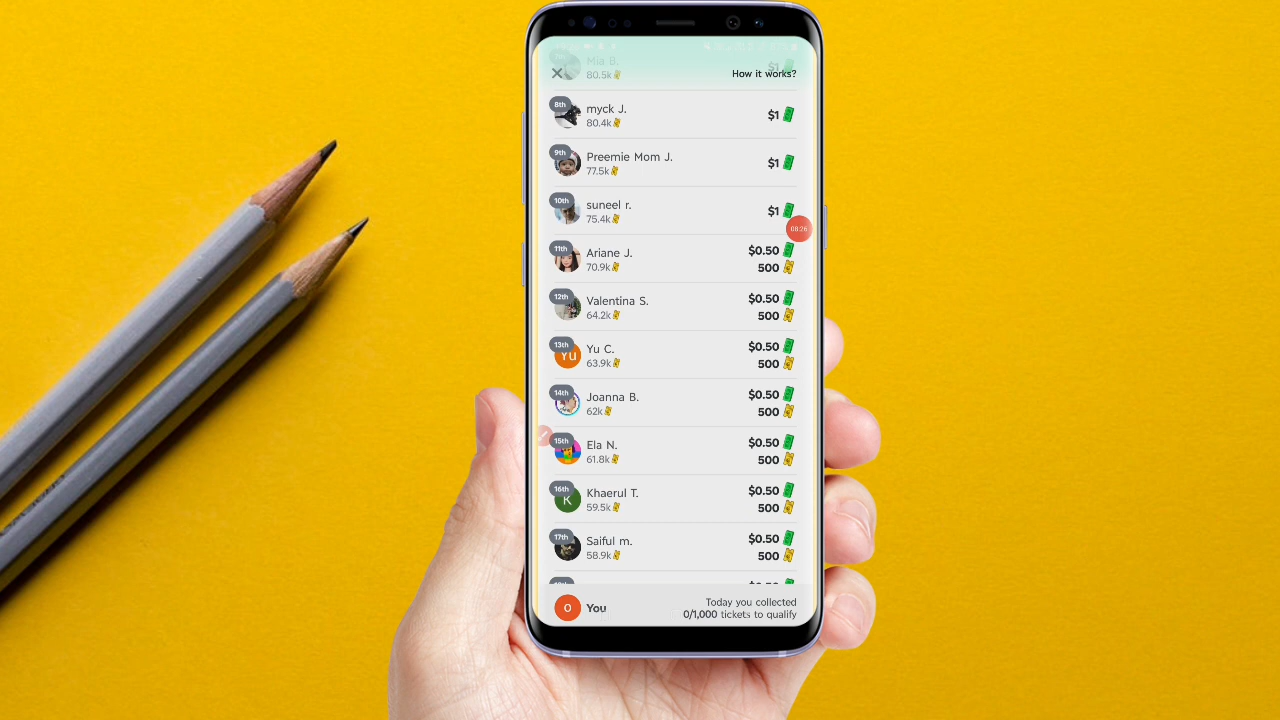 Mia B.
80.5k
$1
How it works?
8th
myck J.
80.4k
$1
9th
Preemie Mom J.
77.5k
$1
10th
suneel r.
75.4k
$1
08:26
11th
Ariane J.
70.9k
$0.50
500
12th
Valentina S.
64.2k
$0.50
500
13th
Yu
Yu C.
63.9k
$0.50
500
14th
Joanna B.
62k
$0.50
500
15th
Ela N.
61.8k
$0.50
500
16th
K
Khaerul T.
59.5k
$0.50
500
17th
Saiful m.
58.9k
$0.50
500
O
You
Today you collected
0/1,000 tickets to qualify